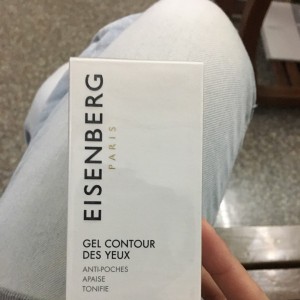 EISENBERG
PARIS
GEL CONTOUR
DES YEUX
ANTI-POCHES
APAISE
TONIFIE